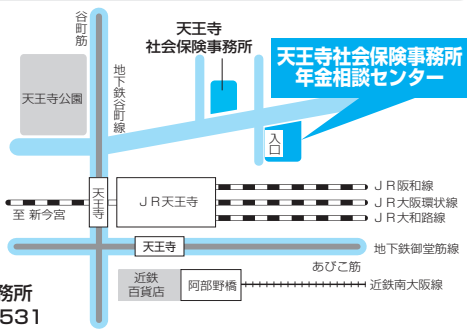 谷町筋
天王寺
社会保険事務所
天王寺社会保険事務所
年金相談センター
地下鉄谷町線
天王寺公園
入口
天王寺
JR天王寺
JR阪和線
JR大阪環状線
JR大和路線
至 新今宮
天王寺
地下鉄御堂筋線
あびこ筋
近鉄
百貨店
阿部野橋
近鉄南大阪線
務所
531